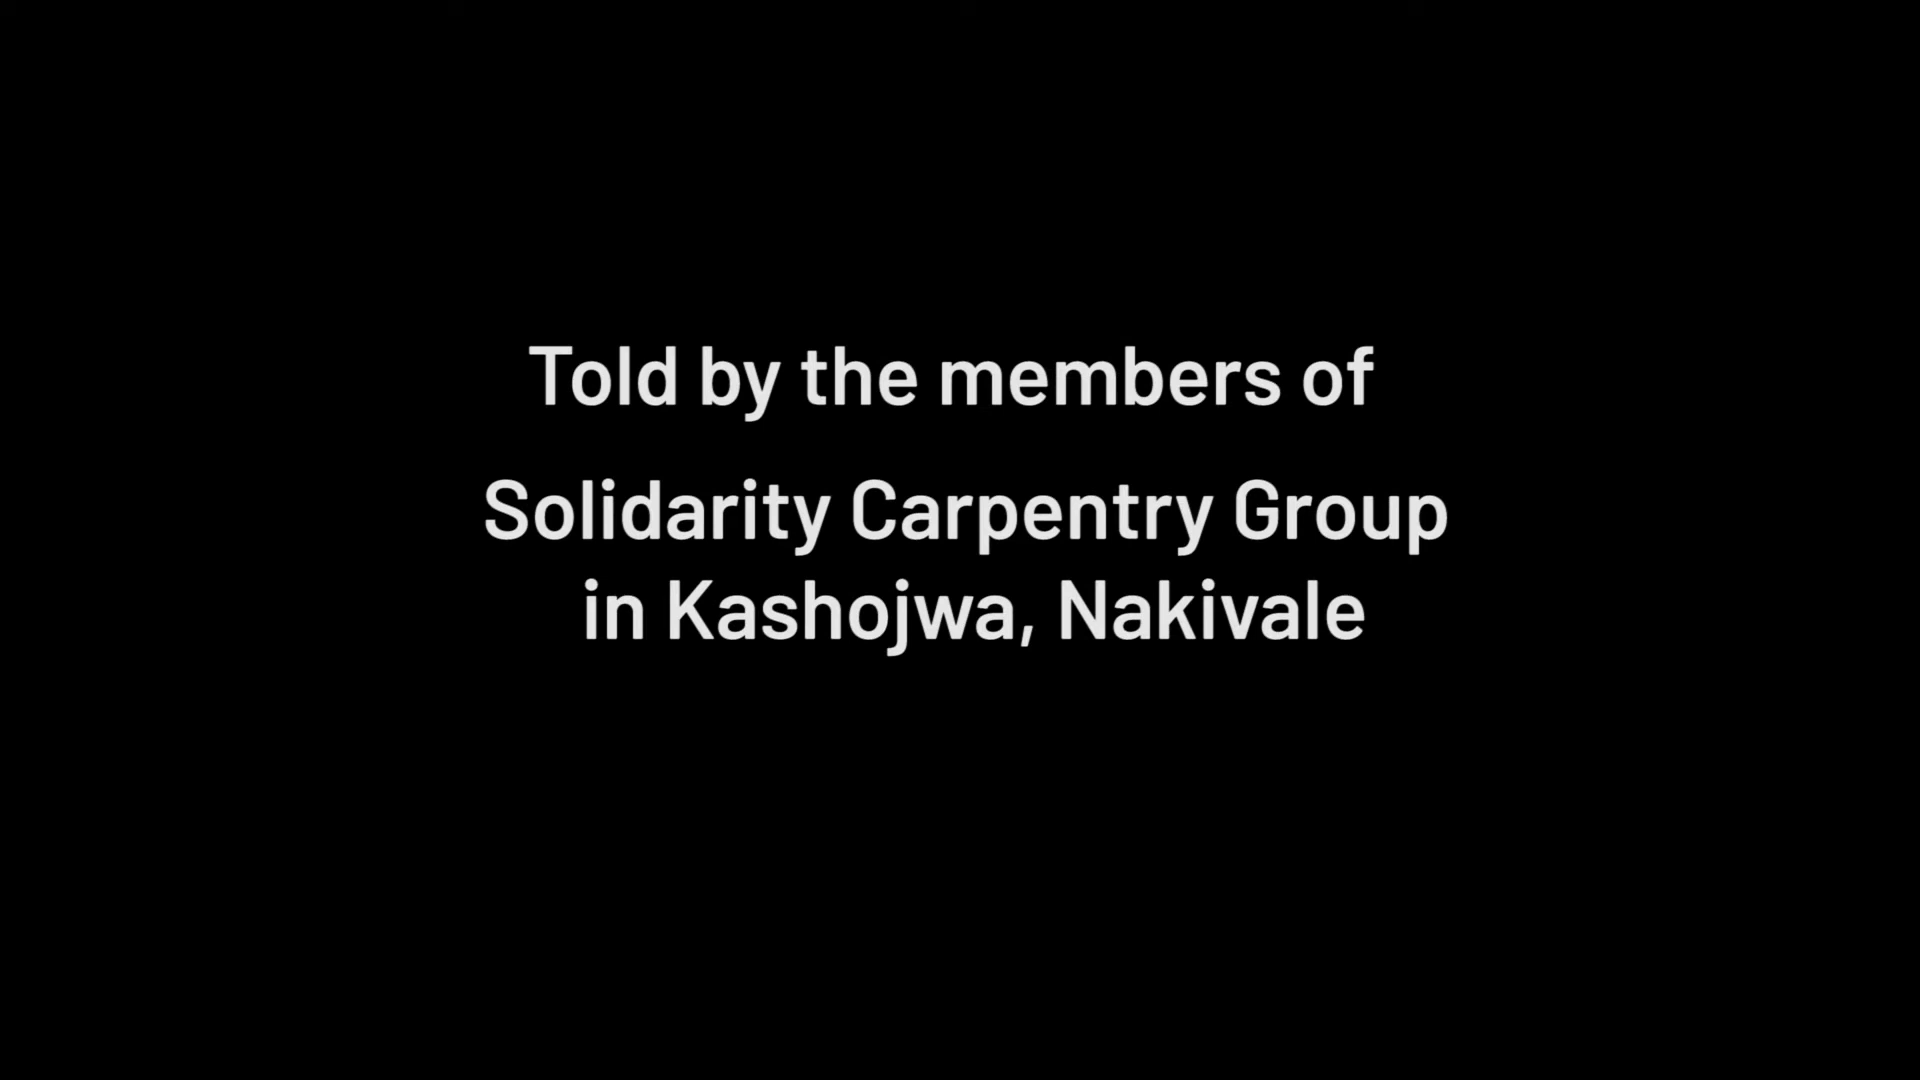 Told by the members of
Solidarity Carpentry Group
in Kashojwa, Nakivale